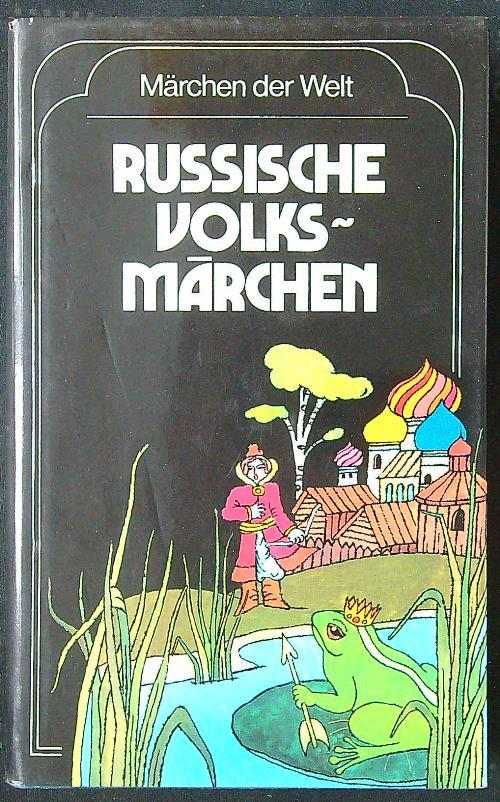 Märchen der Welt
RUSSISCHE
VOLKS~
MÄRCHEN